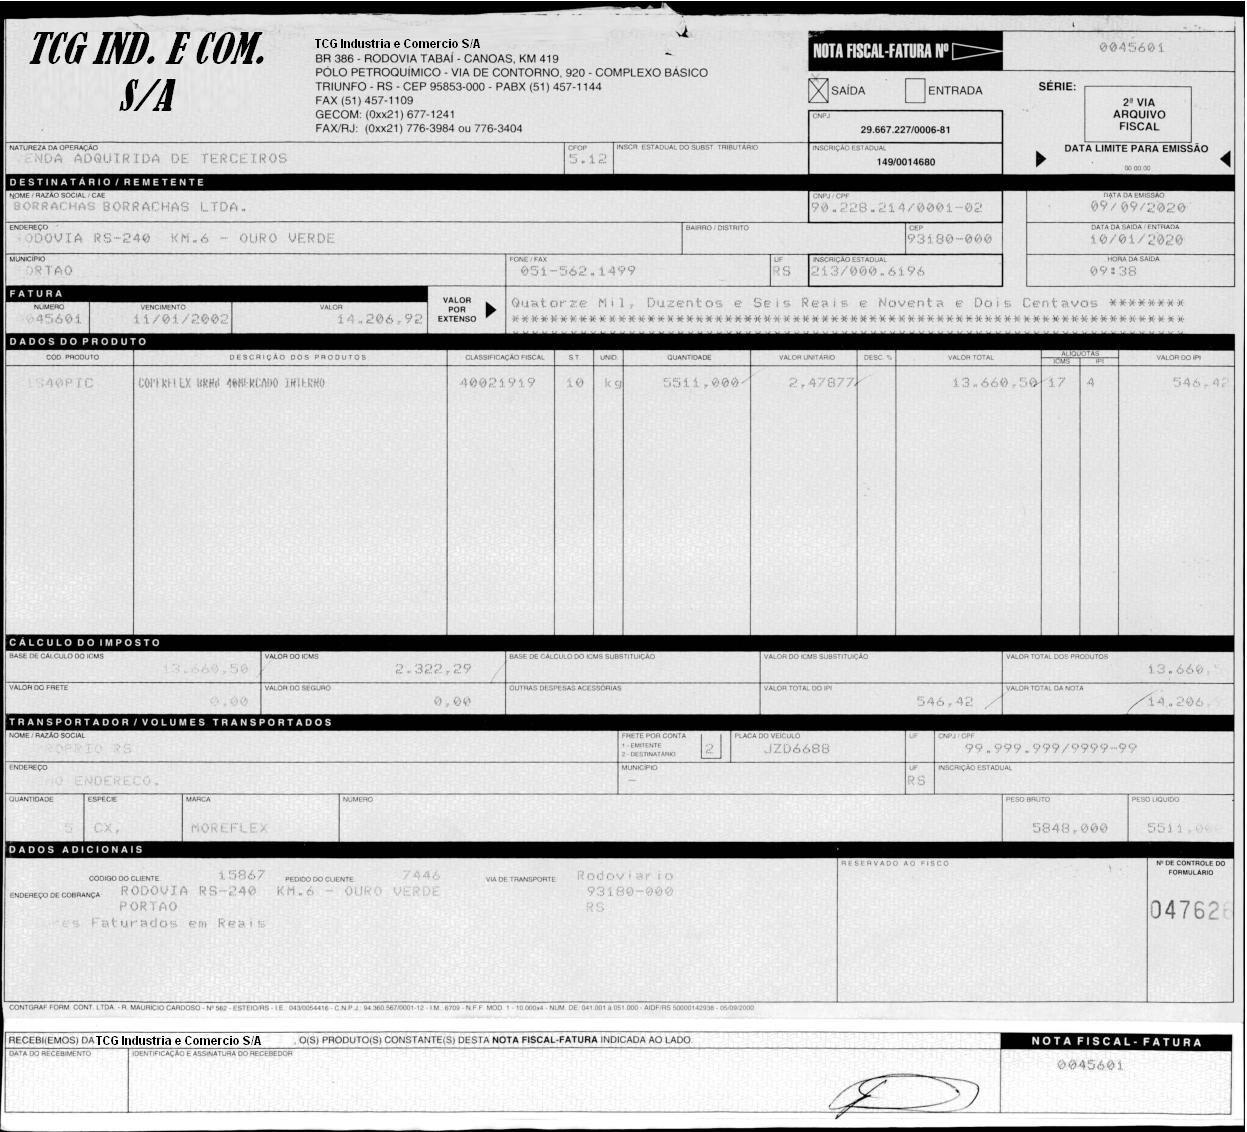 TCG IND. E COM.
S/A
TCG Industria e Comercio S/A
BR 386 - RODOVIA TABAÍ - CANOAS, KM 419
PÓLO PETROQUÍMICO - VIA DE CONTORNO, 920 - COMPLEXO BÁSICO
TRIUNFO - RS - CEP 95853-000 - PABX (51) 457-1144
FAX (51) 457-1109
GECOM: (0xx21) 677-1241
FAX/RJ: (0xx21) 776-3984 ou 776-3404
NOTA FISCAL-FATURA Nº 0045601
X SAÍDA ENTRADA
SÉRIE:
2ª VIA
ARQUIVO
FISCAL
CNPJ
29.667.227/0006-81
INSCRIÇÃO ESTADUAL
149/0014680
DATA LIMITE PARA EMISSÃO
00.00.00
NATUREZA DA OPERAÇÃO CFOP INSCR. ESTADUAL DO SUBST. TRIBUTÁRIO
ENDA ADQUIRIDA DE TERCEIROS 5.12
DESTINATÁRIO / REMETENTE
NOME / RAZÃO SOCIAL / CAE CNPJ / CPF DATA DA EMISSÃO
BORRACHAS BORRACHAS LTDA. 90.228.214/0001-02 09/09/2020
ENDEREÇO BAIRRO / DISTRITO CEP DATA DA SAÍDA / ENTRADA
ODOVIA RS-240 KM.6 - OURO VERDE 93180-000 10/01/2020
MUNICÍPIO FONE / FAX UF INSCRIÇÃO ESTADUAL HORA DA SAÍDA
ORTAO 051-562.1499 RS 213/000.6196 09:38
FATURA
NÚMERO VENCIMENTO VALOR
045601 11/01/2002 14.206,92
VALOR
POR
EXTENSO
Quatorze Mil, Duzentos e Seis Reais e Noventa e Dois Centavos ********
DADOS DO PRODUTO
COD. PRODUTO DESCRIÇÃO DOS PRODUTOS CLASSIFICAÇÃO FISCAL S.T. UNID. QUANTIDADE VALOR UNITÁRIO DESC. % VALOR TOTAL ALÍQUOTAS ICMS IPI VALOR DO IPI
1S40PIC 40MERCADO INTERNO 40021919 10 kg 5511,000 2,47877 13.660,50 17 4 546,42
CÁLCULO DO IMPOSTO
BASE DE CÁLCULO DO ICMS VALOR DO ICMS BASE DE CÁLCULO DO ICMS SUBSTITUIÇÃO VALOR DO ICMS SUBSTITUIÇÃO VALOR TOTAL DOS PRODUTOS
13.660,50 2.322,29 13.660,
VALOR DO FRETE VALOR DO SEGURO OUTRAS DESPESAS ACESSÓRIAS VALOR TOTAL DO IPI VALOR TOTAL DA NOTA
0,00 0,00 546,42 14.206,
TRANSPORTADOR / VOLUMES TRANSPORTADOS
NOME / RAZÃO SOCIAL FRETE POR CONTA PLACA DO VEÍCULO UF CNPJ / CPF
1 - EMITENTE
2 - DESTINATÁRIO
ROPRIO RS 2 JZD6688 99.999.999/9999-99
ENDEREÇO MUNICÍPIO UF INSCRIÇÃO ESTADUAL
MO ENDERECO. - RS
QUANTIDADE ESPÉCIE MARCA NÚMERO PESO BRUTO PESO LÍQUIDO
5 CX, MOREFLEX 5848,000 5511,000
DADOS ADICIONAIS
CÓDIGO DO CLIENTE 15867 PEDIDO DO CLIENTE 7446 VIA DE TRANSPORTE Rodoviario
ENDEREÇO DE COBRANÇA RODOVIA RS-240 KM.6 - OURO VERDE 93180-000
PORTAO RS
res Faturados em Reais
RESERVADO AO FISCO
Nº DE CONTROLE DO
FORMULÁRIO
047626
CONTGRAF FORM. CONT. LTDA. - R. MAURICIO CARDOSO - Nº 562 - ESTEIO/RS - I.E. 043/0054416 - C.N.P.J.: 94.360.567/0001-12 - I.M.: 6709 - N.F.F. MOD. 1 - 10.000x4 - NUM. DE: 041.001 a 051.000 - AIDF/RS 50000142936 - 05/09/2000
RECEBI(EMOS) DA TCG Industria e Comercio S/A , O(S) PRODUTO(S) CONSTANTE(S) DESTA NOTA FISCAL-FATURA INDICADA AO LADO.
DATA DO RECEBIMENTO IDENTIFICAÇÃO E ASSINATURA DO RECEBEDOR
NOTA FISCAL - FATURA
0045601